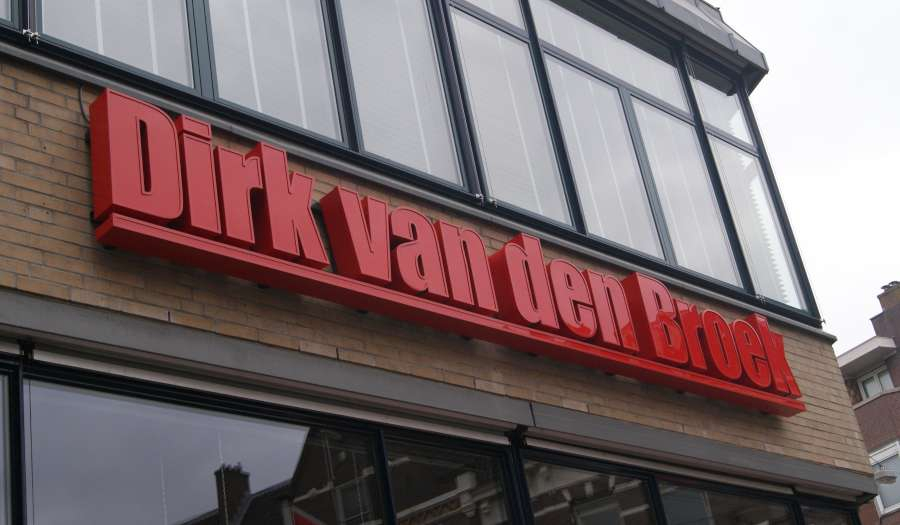 Dirk van den Broek